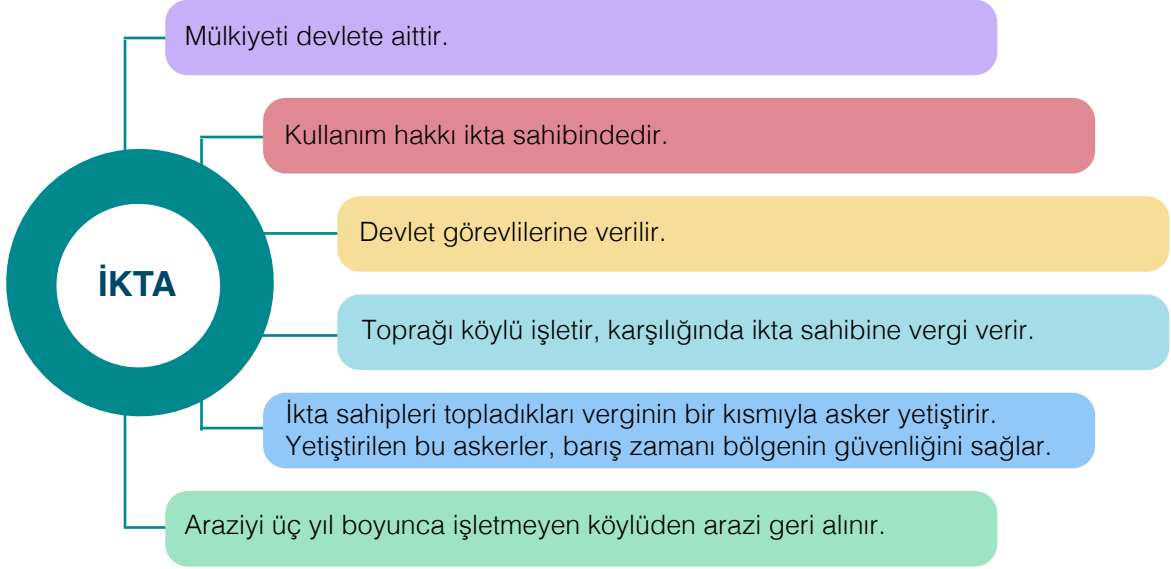 Mülkiyeti devlete aittir.
Kullanım hakkı ikta sahibindedir.
Devlet görevlilerine verilir.
İKTA
Toprağı köylü işletir, karşılığında ikta sahibine vergi verir.
İkta sahipleri topladıkları verginin bir kısmıyla asker yetiştirir.
Yetiştirilen bu askerler, barış zamanı bölgenin güvenliğini sağlar.
Araziyi üç yıl boyunca işletmeyen köylüden arazi geri alınır.